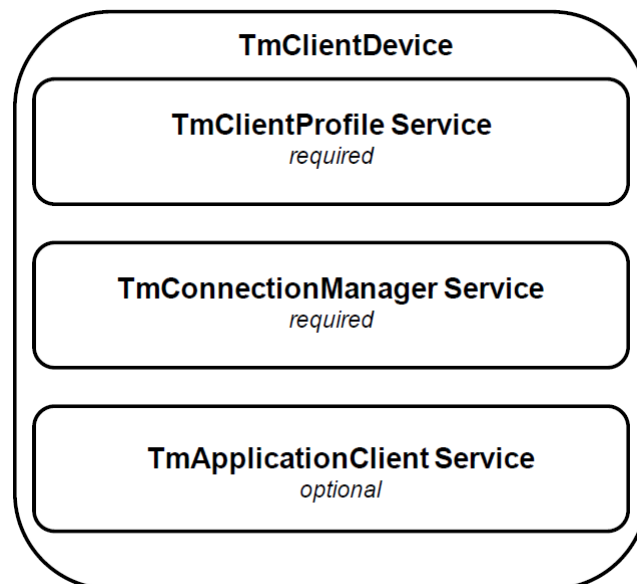 TmClientDevice
TmClientProfile Service
required
TmConnectionManager Service
required
TmApplicationClient Service
optional